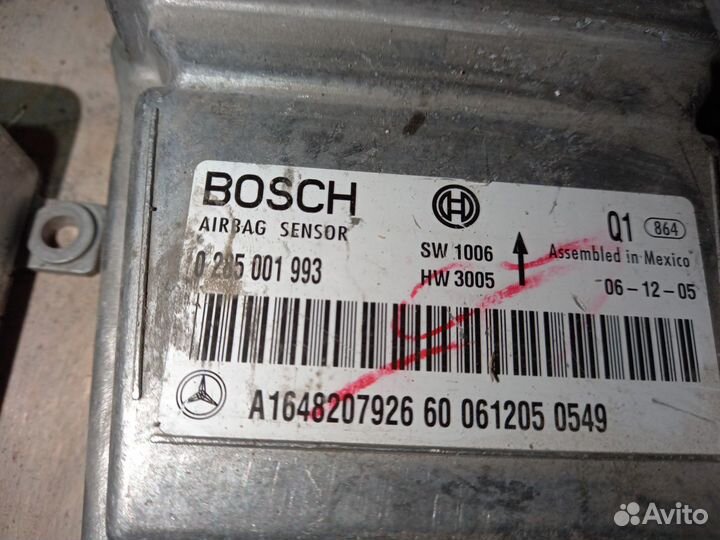 BOSCH
AIRBAG SENSOR
0 285 001 993
SW 1006
HW 3005
Q1 864
Assembled in Mexico
06-12-05
A1648207926 60 061205 0549
Avito